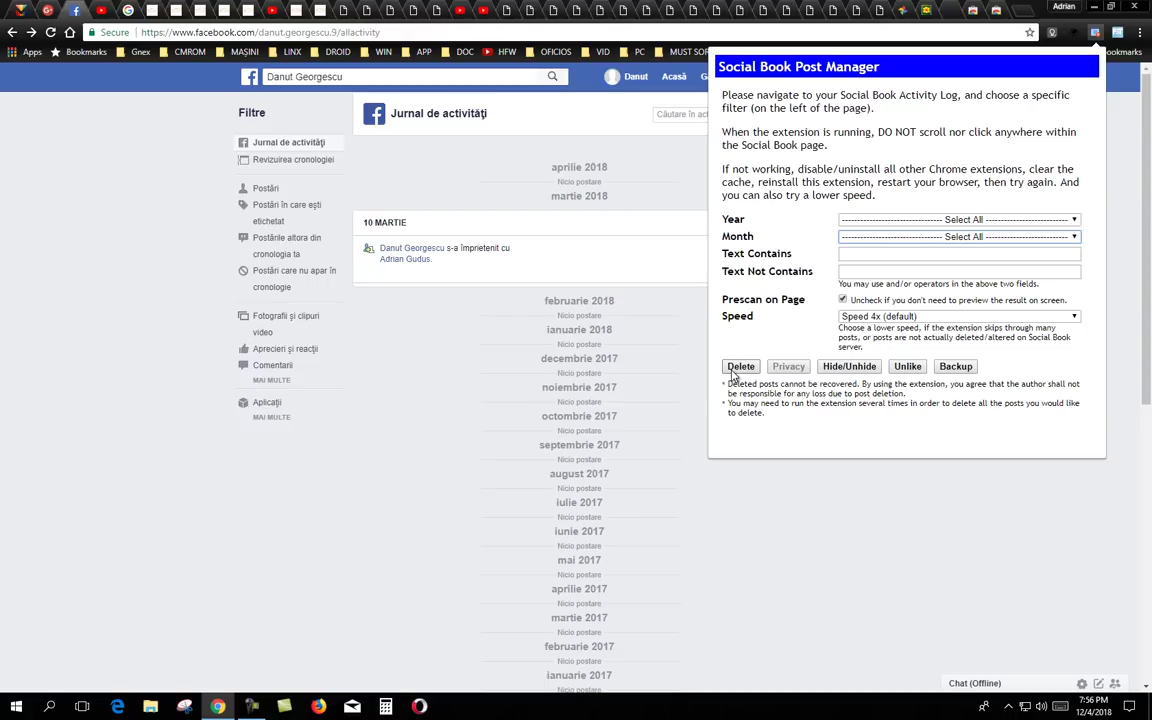 Adrian
Secure
https://www.facebook.com/danut.georgescu.9/allactivity
Apps
Bookmarks
Gnex
CMROM
MAȘINI
LINX
DROID
WIN
APP
DOC
HFW
OFICIOS
VID
PC
MUST SOF
ookmarks
Danut Georgescu
Danut
Acasă
Filtre
Jurnal de activități
Revizuirea cronologiei
Postări
Postări în care ești
etichetat
Postările altora din
cronologia ta
Postări care nu apar în
cronologie
Fotografii și clipuri
video
Aprecieri și reacții
Comentarii
MAI MULTE
Aplicații
MAI MULTE
Jurnal de activități
Căutare în act
aprilie 2018
Nicio postare
martie 2018
10 MARTIE
Danut Georgescu s-a împrietenit cu
Adrian Gudus.
februarie 2018
Nicio postare
ianuarie 2018
Nicio postare
decembrie 2017
Nicio postare
noiembrie 2017
Nicio postare
octombrie 2017
Nicio postare
septembrie 2017
Nicio postare
august 2017
Nicio postare
iulie 2017
Nicio postare
iunie 2017
Nicio postare
mai 2017
Nicio postare
aprilie 2017
Nicio postare
martie 2017
Nicio postare
februarie 2017
Nicio postare
ianuarie 2017
Nicio postare
Social Book Post Manager
Please navigate to your Social Book Activity Log, and choose a specific
filter (on the left of the page).
When the extension is running, DO NOT scroll nor click anywhere within
the Social Book page.
If not working, disable/uninstall all other Chrome extensions, clear the
cache, reinstall this extension, restart your browser, then try again. And
you can also try a lower speed.
Year
-------------------------------- Select All --------------------------------
Month
-------------------------------- Select All --------------------------------
Text Contains
Text Not Contains
You may use and/or operators in the above two fields.
Prescan on Page
Uncheck if you don't need to preview the result on screen.
Speed
Speed 4x (default)
Choose a lower speed, if the extension skips through many
posts, or posts are not actually deleted/altered on Social Book
server.
Delete
Privacy
Hide/Unhide
Unlike
Backup
* Deleted posts cannot be recovered. By using the extension, you agree that the author shall not
be responsible for any loss due to post deletion.
* You may need to run the extension several times in order to delete all the posts you would like
to delete.
Chat (Offline)
7:56 PM
12/4/2018